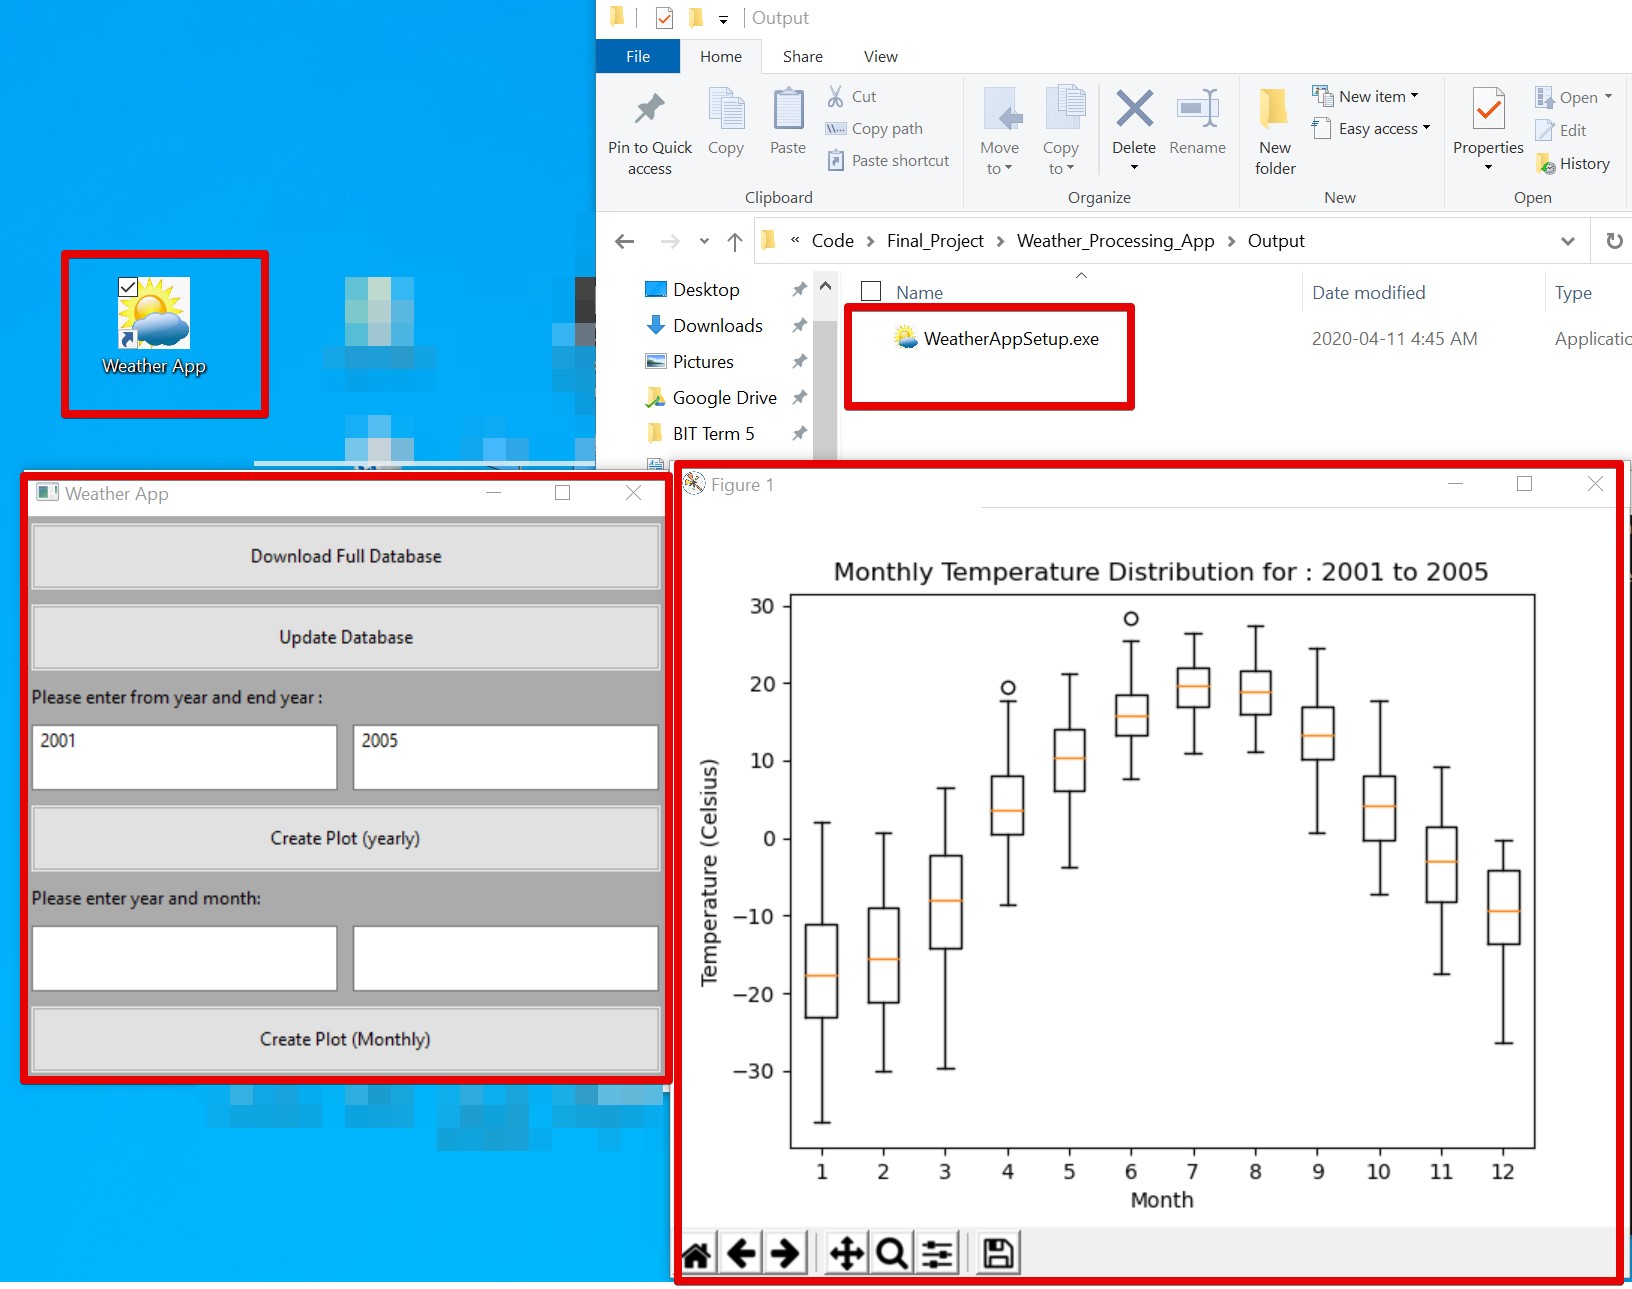 Output
File Home Share View
Pin to Quick access
Copy
Paste
Cut
Copy path
Paste shortcut
Clipboard
Move to
Copy to
Delete
Rename
Organize
New folder
New item
Easy access
New
Properties
Open
Edit
History
Open
« Code > Final_Project > Weather_Processing_App > Output
Desktop
Downloads
Pictures
Google Drive
BIT Term 5
Name Date modified Type
WeatherAppSetup.exe 2020-04-11 4:45 AM Applicatio
Weather App
Weather App
Download Full Database
Update Database
Please enter from year and end year :
2001 2005
Create Plot (yearly)
Please enter year and month:
Create Plot (Monthly)
Figure 1
Monthly Temperature Distribution for : 2001 to 2005
Temperature (Celsius)
30
20
10
0
−10
−20
−30
1 2 3 4 5 6 7 8 9 10 11 12
Month